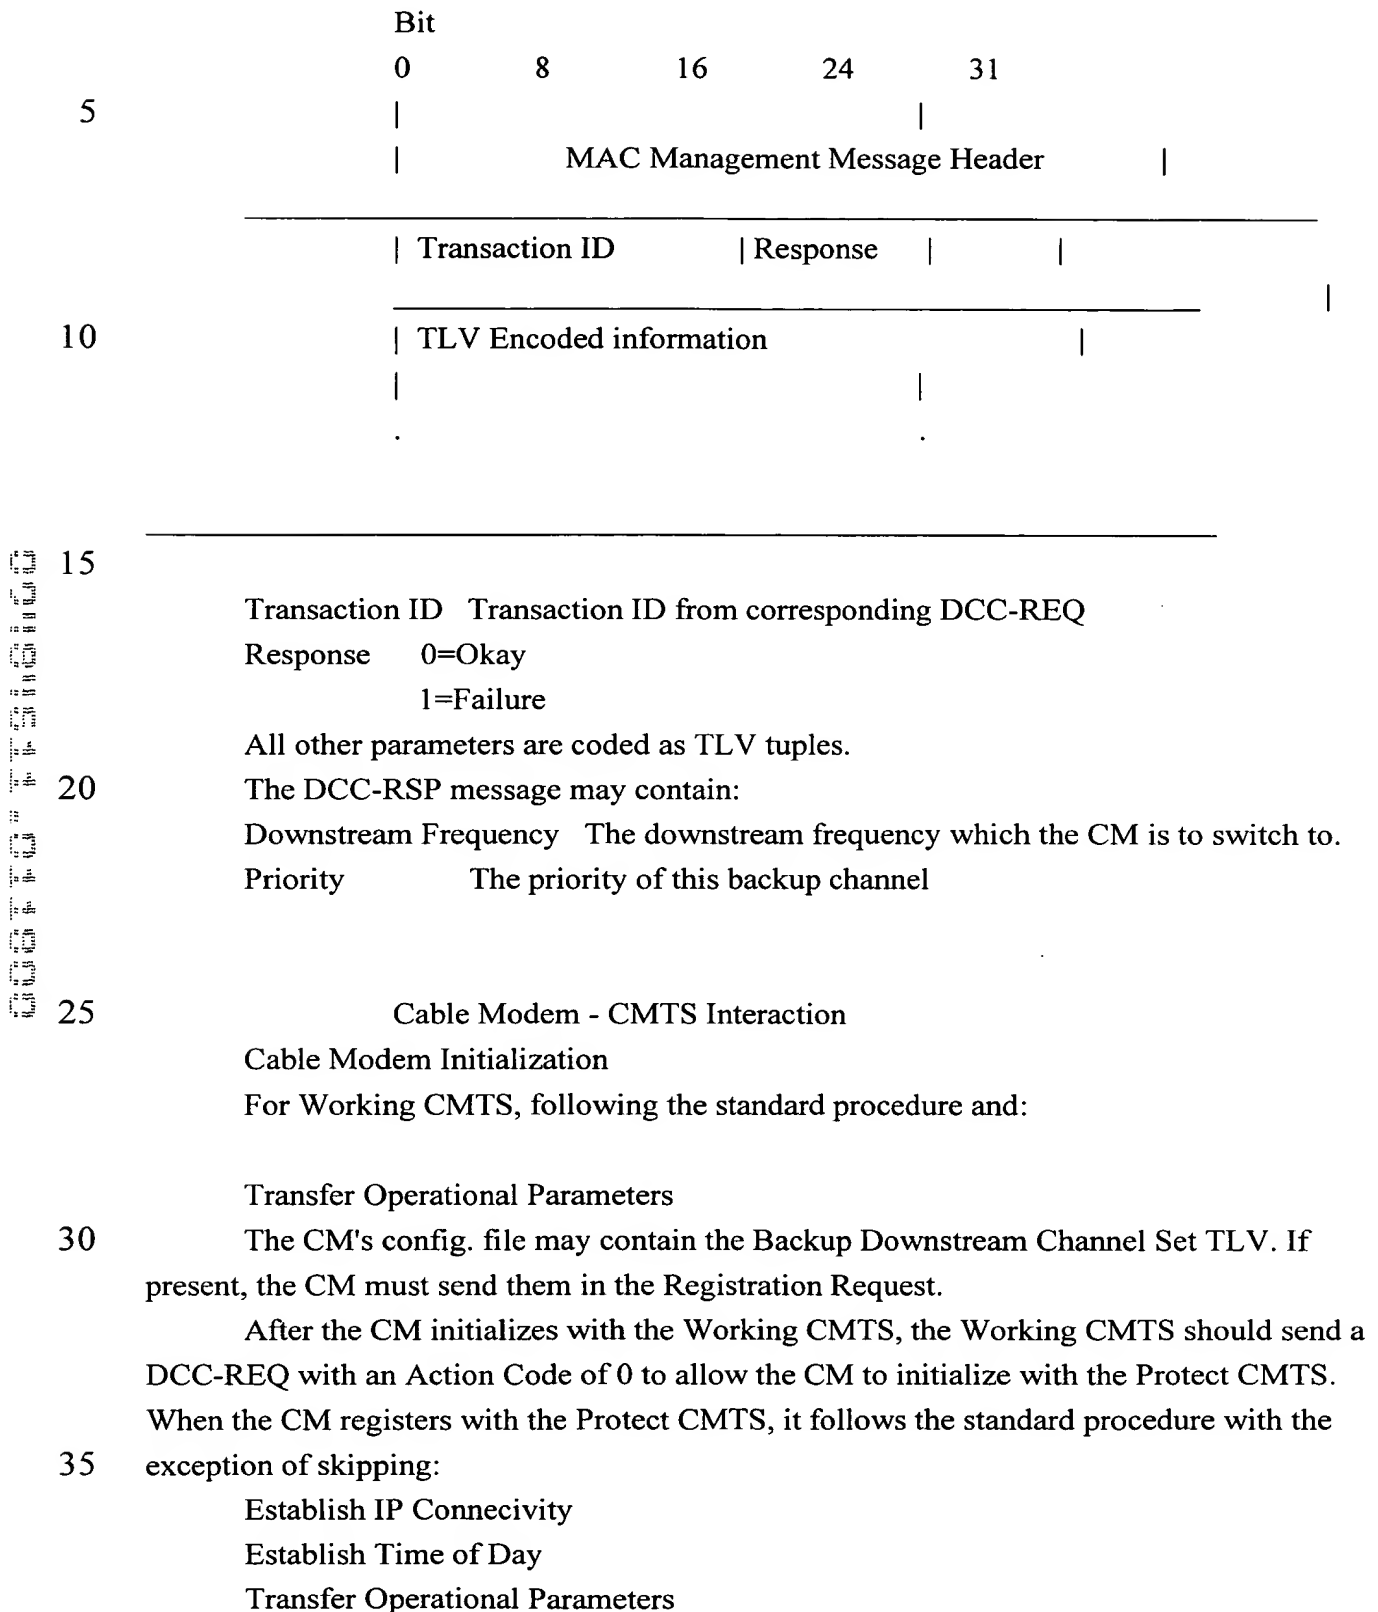 Bit
0 8 16 24 31
5 | |
| MAC Management Message Header |
| Transaction ID | Response | |
|
10 | TLV Encoded information |
| |
. .
15
Transaction ID Transaction ID from corresponding DCC-REQ
Response 0=Okay
1=Failure
All other parameters are coded as TLV tuples.
20 The DCC-RSP message may contain:
Downstream Frequency The downstream frequency which the CM is to switch to.
Priority The priority of this backup channel
25 Cable Modem - CMTS Interaction
Cable Modem Initialization
For Working CMTS, following the standard procedure and:
Transfer Operational Parameters
30 The CM's config. file may contain the Backup Downstream Channel Set TLV. If
present, the CM must send them in the Registration Request.
After the CM initializes with the Working CMTS, the Working CMTS should send a
DCC-REQ with an Action Code of 0 to allow the CM to initialize with the Protect CMTS.
When the CM registers with the Protect CMTS, it follows the standard procedure with the
35 exception of skipping:
Establish IP Connecivity
Establish Time of Day
Transfer Operational Parameters